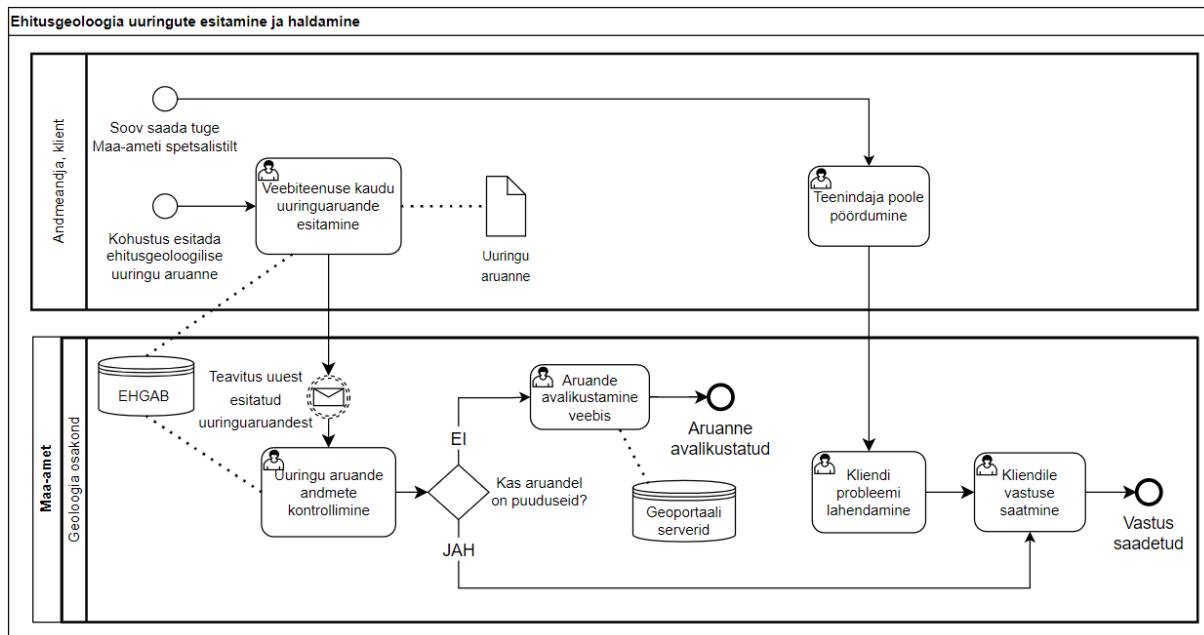 Ehitusgeoloogia uuringute esitamine ja haldamine
Andmeandja, klient
Soov saada tuge
Maa-ameti spetsalistilt
Kohustus esitada
ehitusgeoloogilise
uuringu aruanne
Veebiteenuse kaudu
uuringuaruande
esitamine
Uuringu
aruanne
Teenindaja poole
pöördumine
Maa-amet
Geoloogia osakond
EHGAB
Teavitus uuest
esitatud
uuringuaruandest
Uuringu aruande
andmete
kontrollimine
EI
JAH
Kas aruandel
on puuduseid?
Aruande
avalikustamine
veebis
Aruanne
avalikustatud
Geoportaali
serverid
Kliendi
probleemi
lahendamine
Kliendile
vastuse
saatmine
Vastus
saadetud